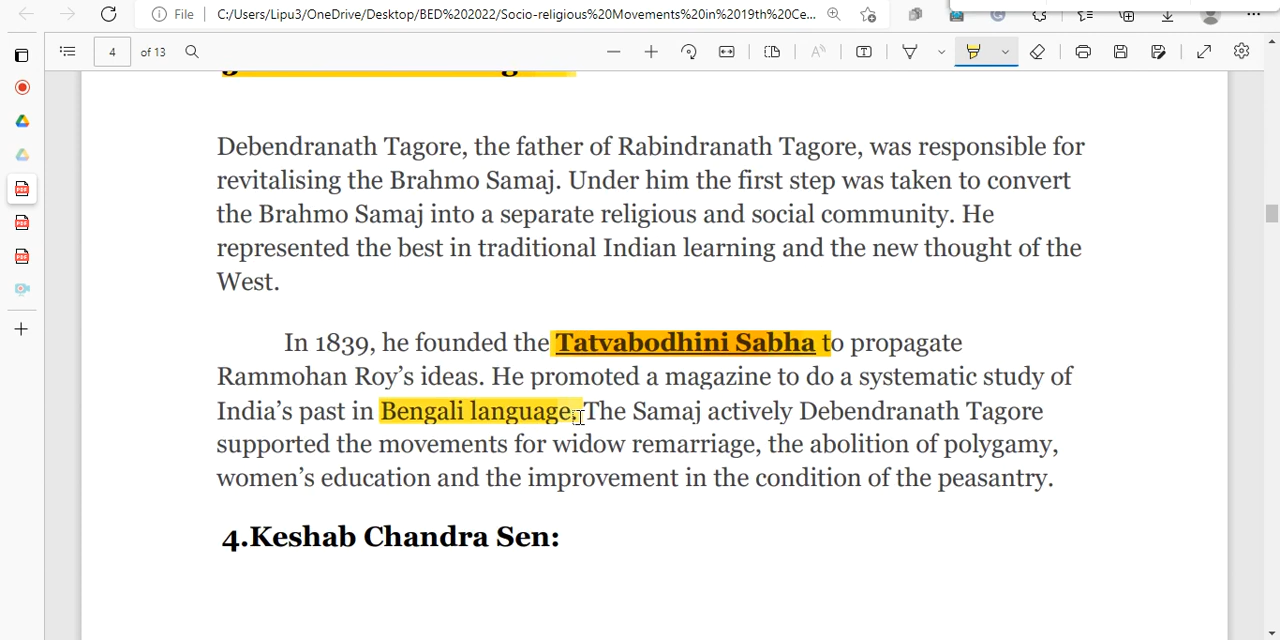 File
C:/Users/Lipu3/OneDrive/Desktop/BED%202022/Socio-religious%20Movements%20in%2019th%20Ce...
4 of 13
Debendranath Tagore, the father of Rabindranath Tagore, was responsible for
revitalising the Brahmo Samaj. Under him the first step was taken to convert
the Brahmo Samaj into a separate religious and social community. He
represented the best in traditional Indian learning and the new thought of the
West.
In 1839, he founded the Tatvabodhini Sabha to propagate
Rammohan Roy's ideas. He promoted a magazine to do a systematic study of
India's past in Bengali language. The Samaj actively Debendranath Tagore
supported the movements for widow remarriage, the abolition of polygamy,
women's education and the improvement in the condition of the peasantry.
4.Keshab Chandra Sen: